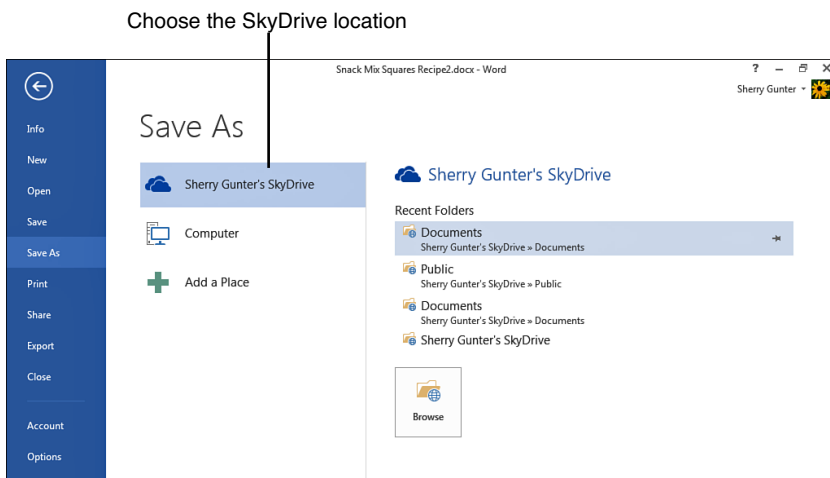 Choose the SkyDrive location
Snack Mix Squares Recipe2.docx - Word
?
Sherry Gunter
Info
New
Open
Save
Save As
Print
Share
Export
Close
Account
Options
Save As
Sherry Gunter's SkyDrive
Computer
Add a Place
Sherry Gunter's SkyDrive
Recent Folders
Documents
Sherry Gunter's SkyDrive » Documents
Public
Sherry Gunter's SkyDrive » Public
Documents
Sherry Gunter's SkyDrive » Documents
Sherry Gunter's SkyDrive
Browse